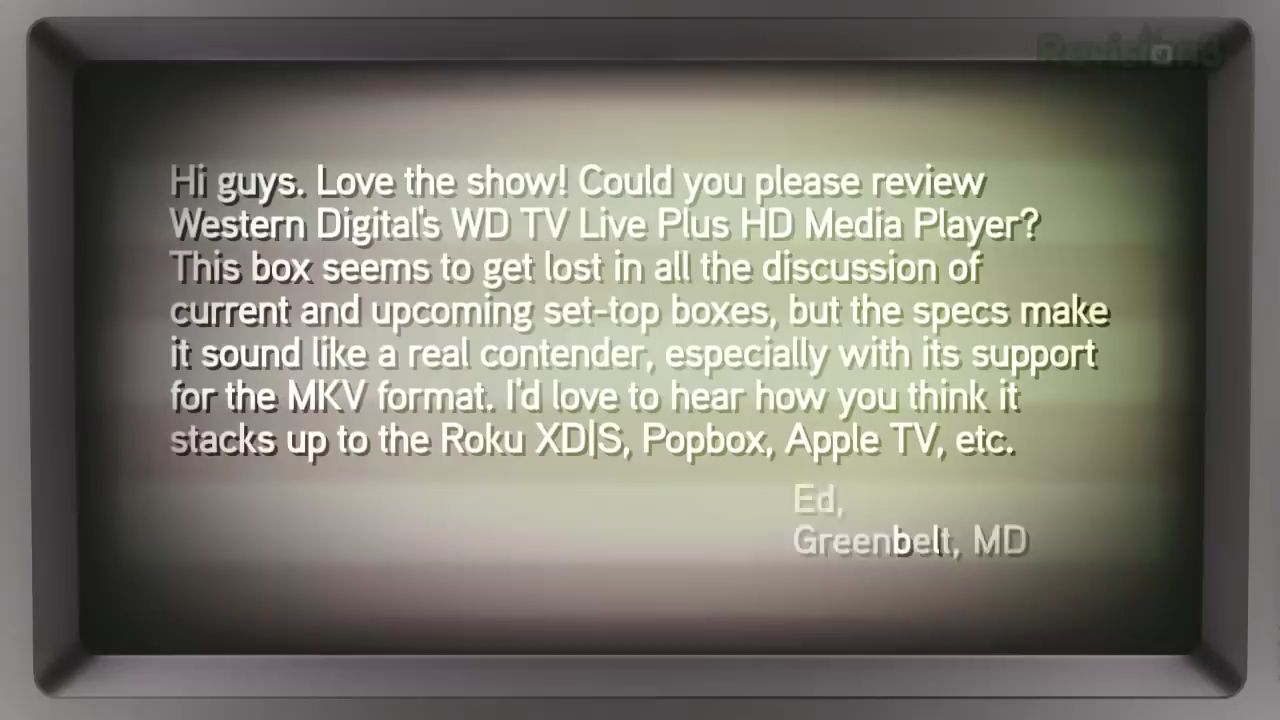 Revision3
Hi guys. Love the show! Could you please review
Western Digital's WD TV Live Plus HD Media Player?
This box seems to get lost in all the discussion of
current and upcoming set-top boxes, but the specs make
it sound like a real contender, especially with its support
for the MKV format. I'd love to hear how you think it
stacks up to the Roku XD|S, Popbox, Apple TV, etc.
Ed,
Greenbelt, MD